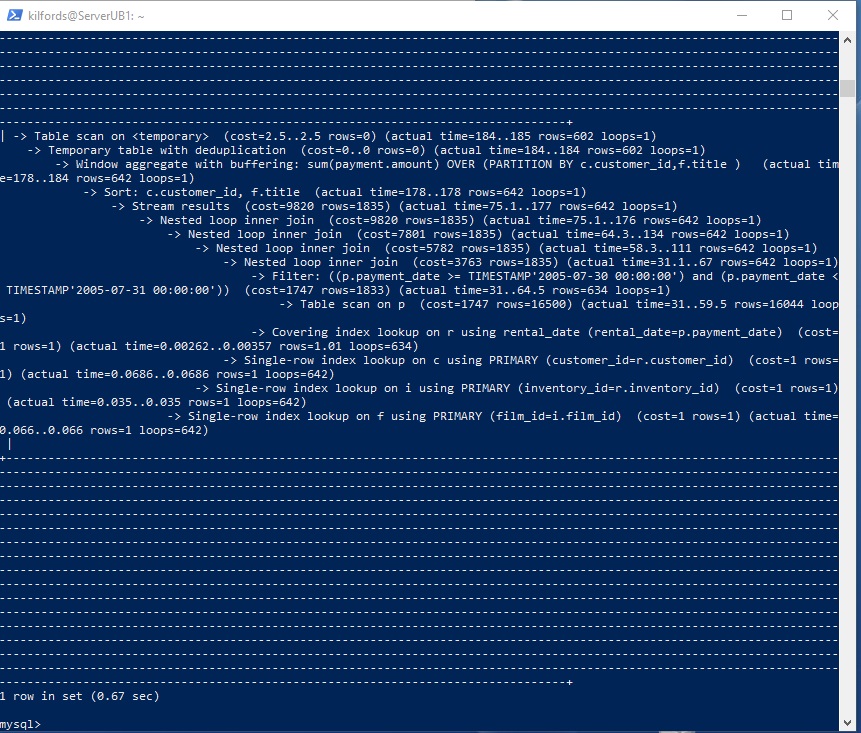 kilfords@ServerUB1: ~
| -> Table scan on <temporary>  (cost=2.5..2.5 rows=0) (actual time=184..185 rows=602 loops=1)
    -> Temporary table with deduplication  (cost=0..0 rows=0) (actual time=184..184 rows=602 loops=1)
        -> Window aggregate with buffering: sum(payment.amount) OVER (PARTITION BY c.customer_id,f.title )   (actual tim
e=178..184 rows=642 loops=1)
            -> Sort: c.customer_id, f.title  (actual time=178..178 rows=642 loops=1)
                -> Stream results  (cost=9820 rows=1835) (actual time=75.1..177 rows=642 loops=1)
                    -> Nested loop inner join  (cost=9820 rows=1835) (actual time=75.1..176 rows=642 loops=1)
                        -> Nested loop inner join  (cost=7801 rows=1835) (actual time=64.3..134 rows=642 loops=1)
                            -> Nested loop inner join  (cost=5782 rows=1835) (actual time=58.3..111 rows=642 loops=1)
                                -> Nested loop inner join  (cost=3763 rows=1835) (actual time=31.1..67 rows=642 loops=1)
                                    -> Filter: ((p.payment_date >= TIMESTAMP'2005-07-30 00:00:00') and (p.payment_date <
 TIMESTAMP'2005-07-31 00:00:00'))  (cost=1747 rows=1833) (actual time=31..64.5 rows=634 loops=1)
                                        -> Table scan on p  (cost=1747 rows=16500) (actual time=31..59.5 rows=16044 loop
s=1)
                                    -> Covering index lookup on r using rental_date (rental_date=p.payment_date)  (cost=
1 rows=1) (actual time=0.00262..0.00357 rows=1.01 loops=634)
                                -> Single-row index lookup on c using PRIMARY (customer_id=r.customer_id)  (cost=1 rows=
1) (actual time=0.0686..0.0686 rows=1 loops=642)
                            -> Single-row index lookup on i using PRIMARY (inventory_id=r.inventory_id)  (cost=1 rows=1)
 (actual time=0.035..0.035 rows=1 loops=642)
                        -> Single-row index lookup on f using PRIMARY (film_id=i.film_id)  (cost=1 rows=1) (actual time=
0.066..0.066 rows=1 loops=642)
 |
1 row in set (0.67 sec)
mysql>